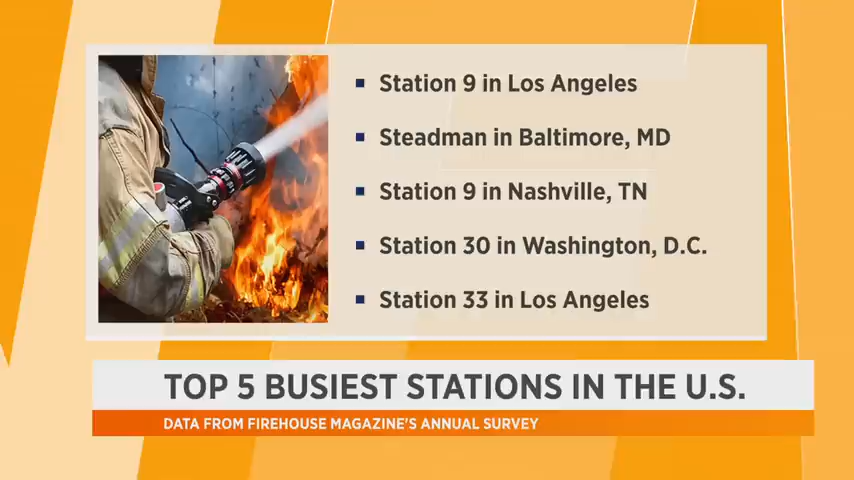 Station 9 in Los Angeles
Steadman in Baltimore, MD
Station 9 in Nashville, TN
Station 30 in Washington, D.C.
Station 33 in Los Angeles
TOP 5 BUSIEST STATIONS IN THE U.S.
DATA FROM FIREHOUSE MAGAZINE'S ANNUAL SURVEY